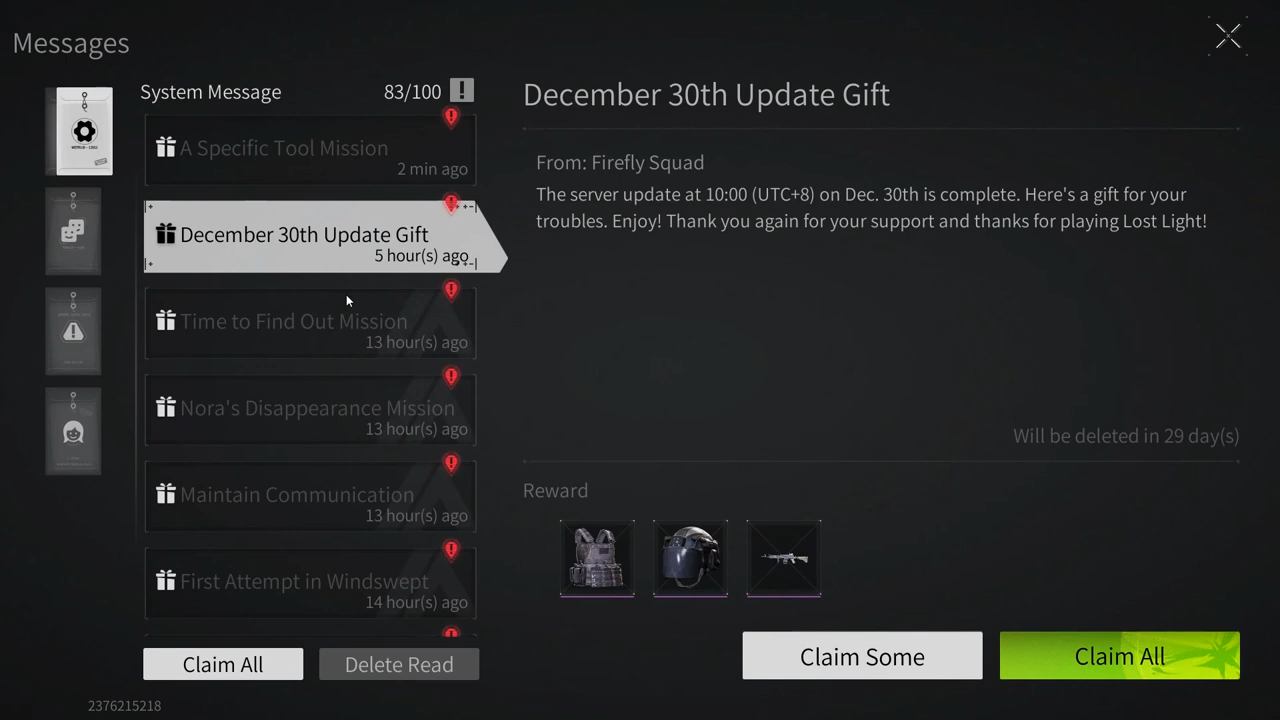 Messages
System Message 83/100
A Specific Tool Mission
2 min ago
December 30th Update Gift
5 hour(s) ago
Time to Find Out Mission
13 hour(s) ago
Nora's Disappearance Mission
13 hour(s) ago
Maintain Communication
13 hour(s) ago
First Attempt in Windswept
14 hour(s) ago
Claim All
Delete Read
December 30th Update Gift
From: Firefly Squad
The server update at 10:00 (UTC+8) on Dec. 30th is complete. Here's a gift for your
troubles. Enjoy! Thank you again for your support and thanks for playing Lost Light!
Will be deleted in 29 day(s)
Reward
Claim Some
Claim All
2376215218